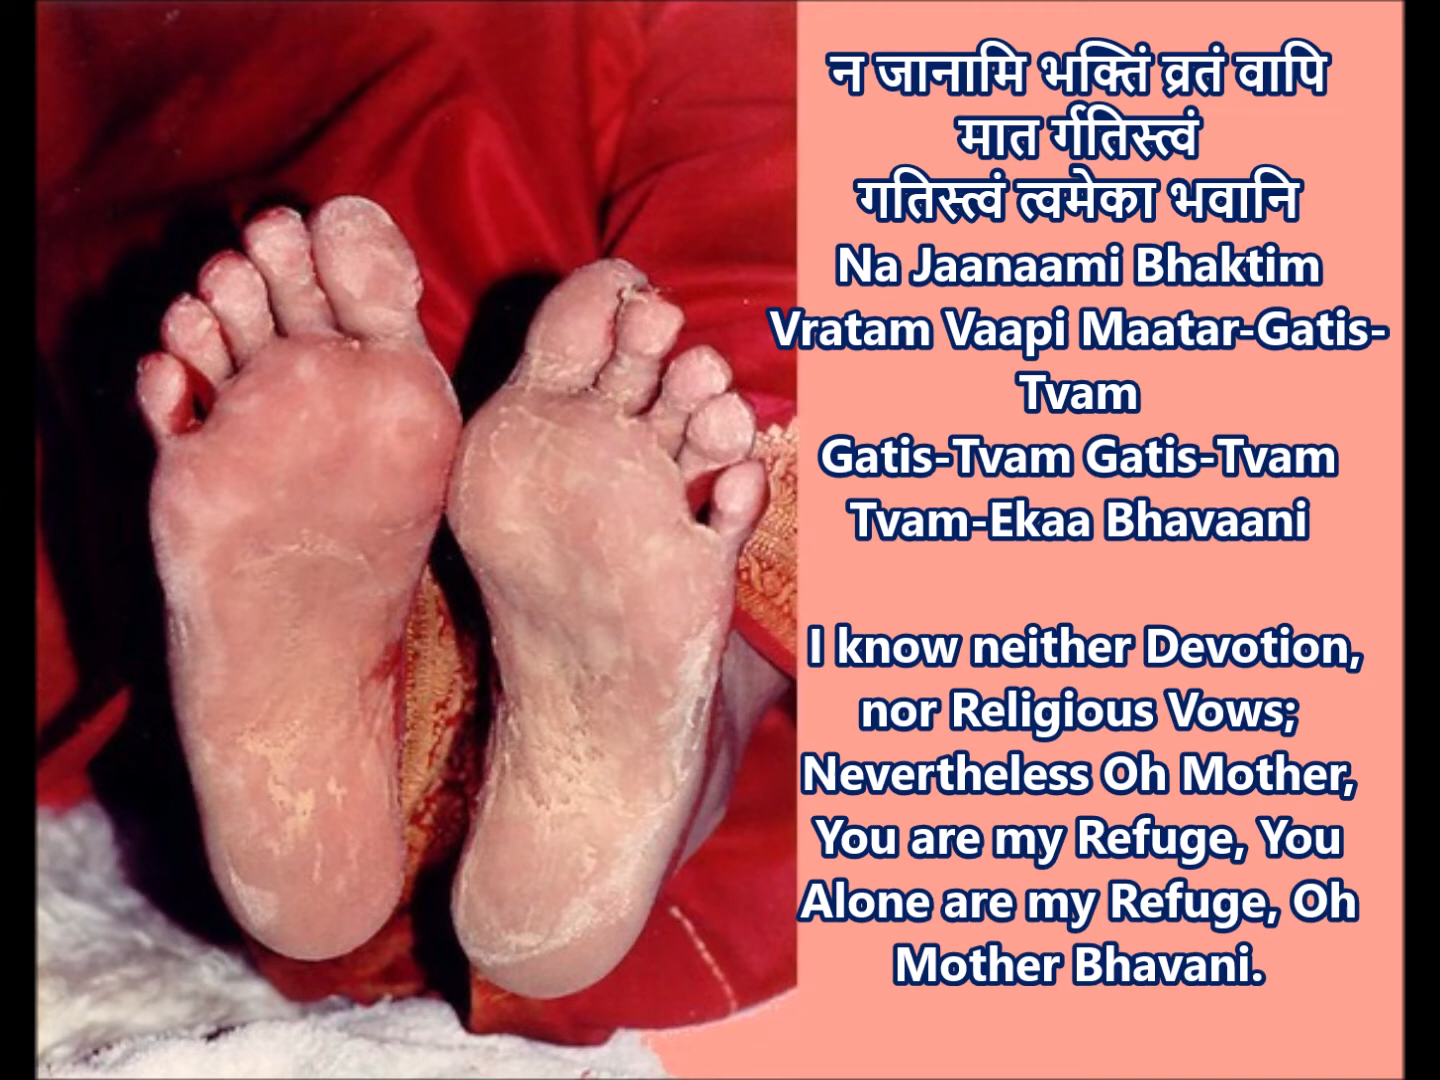 न जानामि भक्तिं व्रतं वापि
मात र्गतिस्त्वं
गतिस्त्वं त्वमेका भवानि
Na Jaanaami Bhaktim
Vratam Vaapi Maatar-Gatis-
Tvam
Gatis-Tvam Gatis-Tvam
Tvam-Ekaa Bhavaani
I know neither Devotion,
nor Religious Vows;
Nevertheless Oh Mother,
You are my Refuge, You
Alone are my Refuge, Oh
Mother Bhavani.